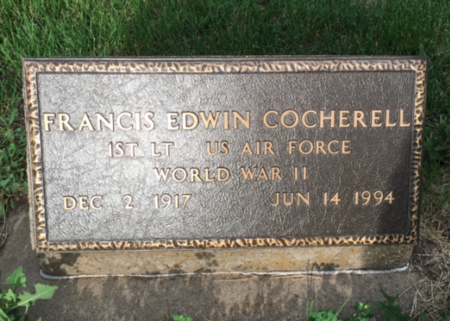 FRANCIS EDWIN COCHERELL
1ST LT US AIR FORCE
WORLD WAR II
DEC 2 1917 JUN 14 1994